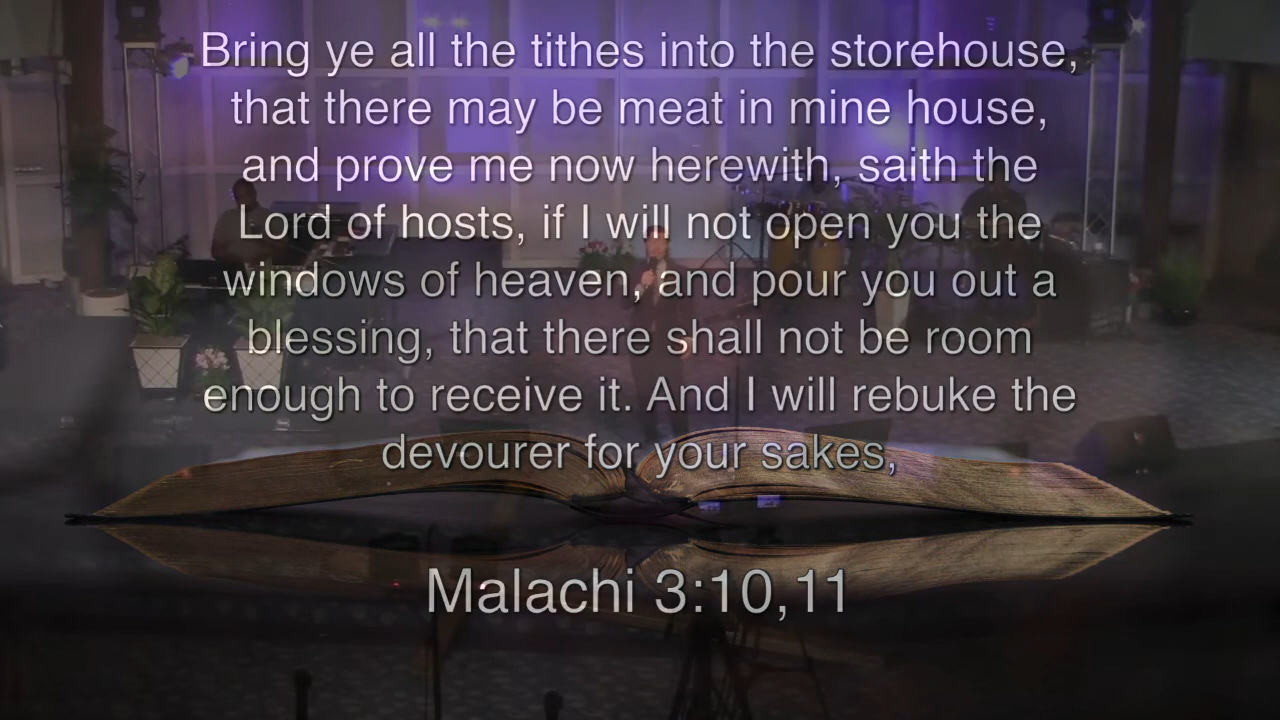 Bring ye all the tithes into the storehouse,
that there may be meat in mine house,
and prove me now herewith, saith the
Lord of hosts, if I will not open you the
windows of heaven, and pour you out a
blessing, that there shall not be room
enough to receive it. And I will rebuke the
devourer for your sakes,
Malachi 3:10,11